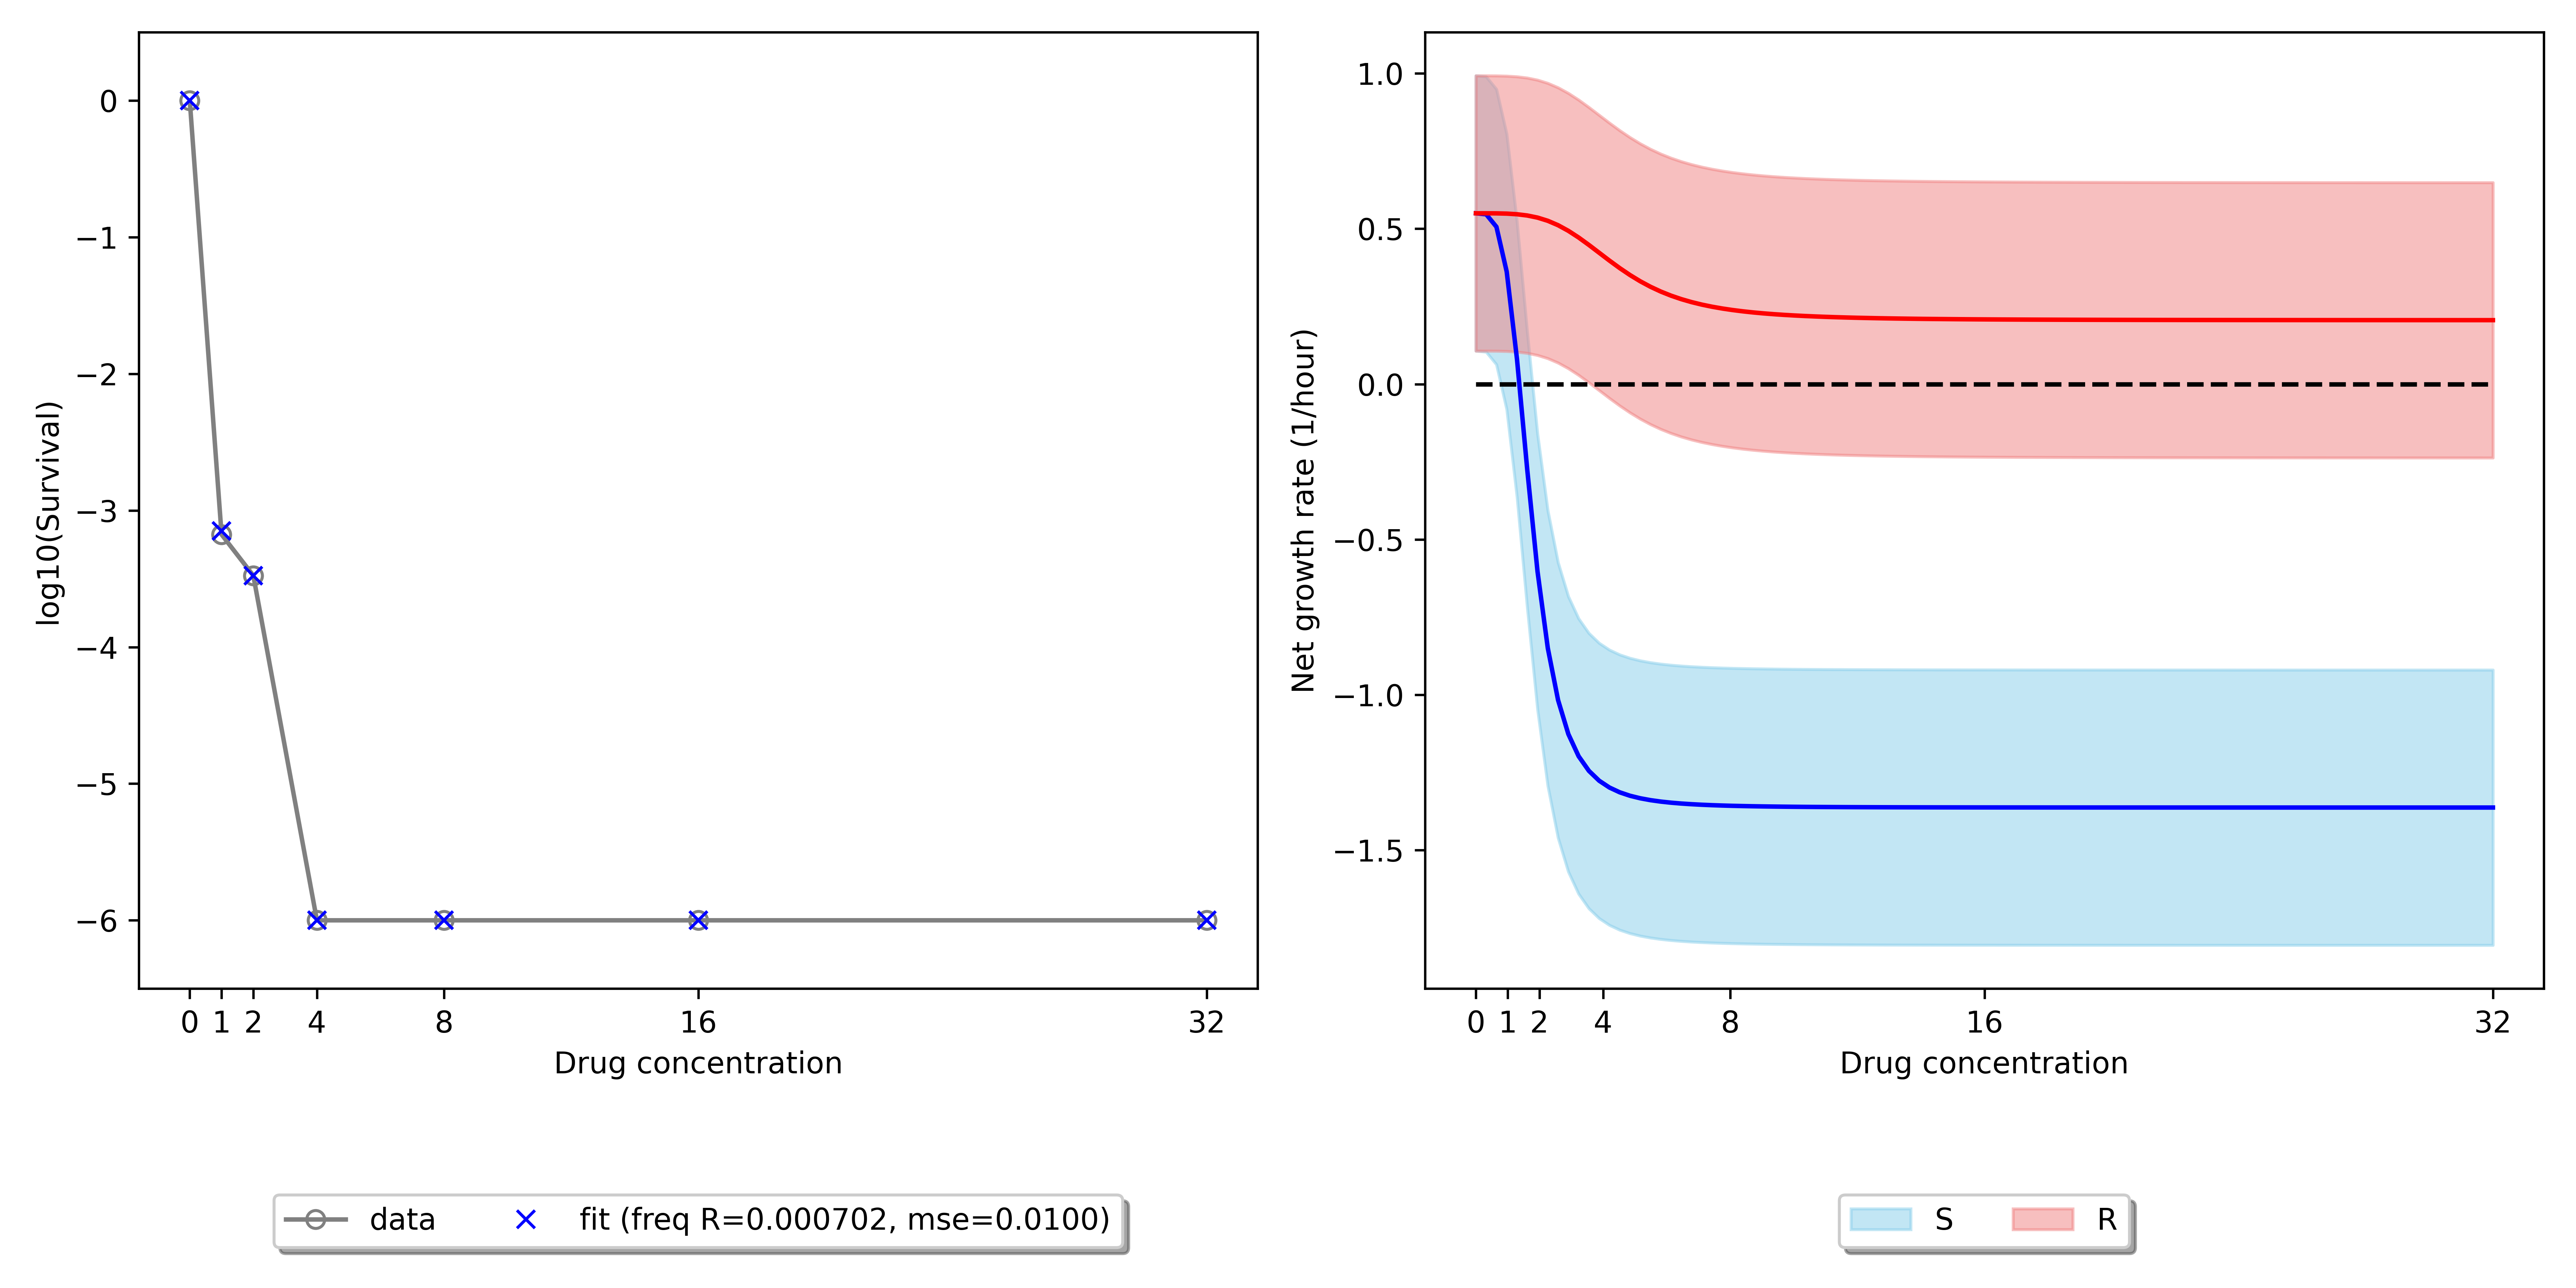 log10(Survival)
0
−1
−2
−3
−4
−5
−6
0 1 2 4 8 16 32
Drug concentration
data fit (freq R=0.000702, mse=0.0100)
Net growth rate (1/hour)
1.0
0.5
0.0
−0.5
−1.0
−1.5
0 1 2 4 8 16 32
Drug concentration
S R